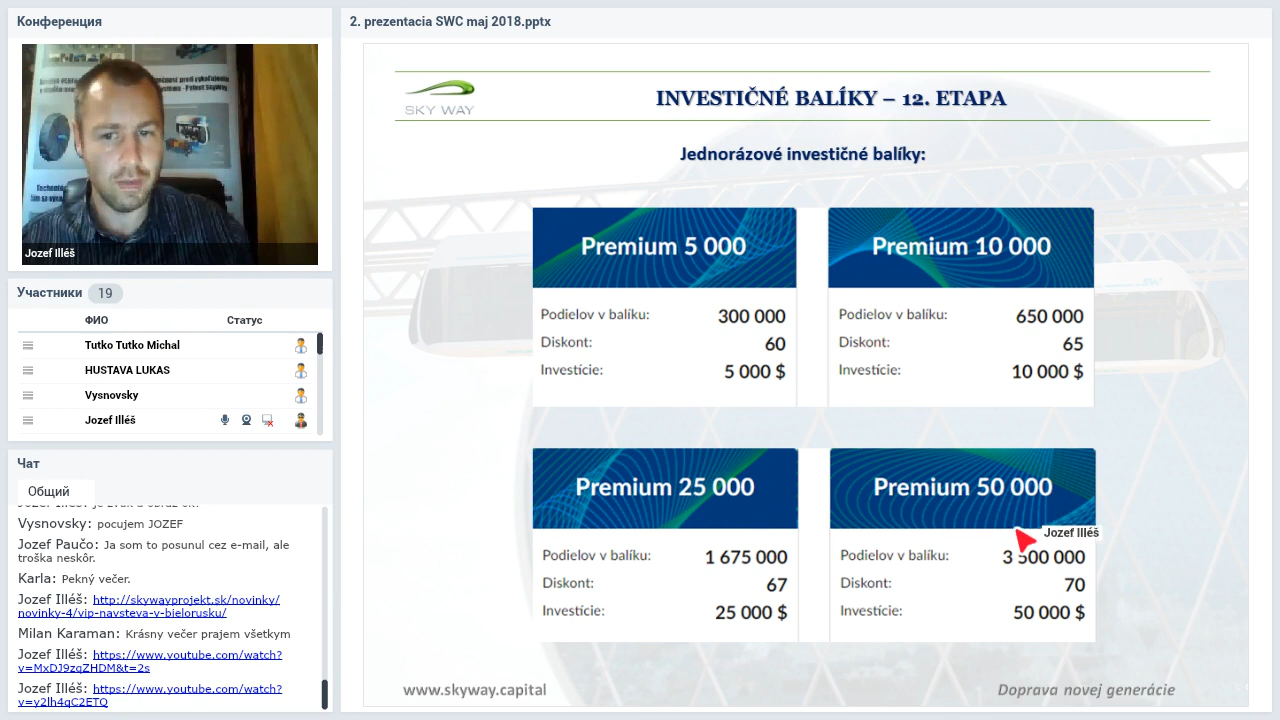 Конференция
Jozef Illéš
Участники 19
ФИО Статус
Tutko Tutko Michal
HUSTAVA LUKAS
Vysnovsky
Jozef Illéš
Чат
Общий
Vysnovsky: pocujem JOZEF
Jozef Paučo: Ja som to posunul cez e-mail, ale
troška neskôr.
Karla: Pekný večer.
Jozef Illéš: http://skywayprojekt.sk/novinky/
novinky-4/vip-navsteva-v-bielorusku/
Milan Karaman: Krásny večer prajem všetkym
Jozef Illéš: https://www.youtube.com/watch?
v=MxDJ9zqZHDM&t=2s
Jozef Illéš: https://www.youtube.com/watch?
v=y2lh4qC2ETQ
2. prezentacia SWC maj 2018.pptx
SKY WAY
INVESTIČNÉ BALÍKY – 12. ETAPA
Jednorázové investičné balíky:
Premium 5 000
Podielov v balíku: 300 000
Diskont: 60
Investície: 5 000 $
Premium 10 000
Podielov v balíku: 650 000
Diskont: 65
Investície: 10 000 $
Premium 25 000
Podielov v balíku: 1 675 000
Diskont: 67
Investície: 25 000 $
Premium 50 000
Jozef Illéš
Podielov v balíku: 3 500 000
Diskont: 70
Investície: 50 000 $
www.skyway.capital
Doprava novej generácie